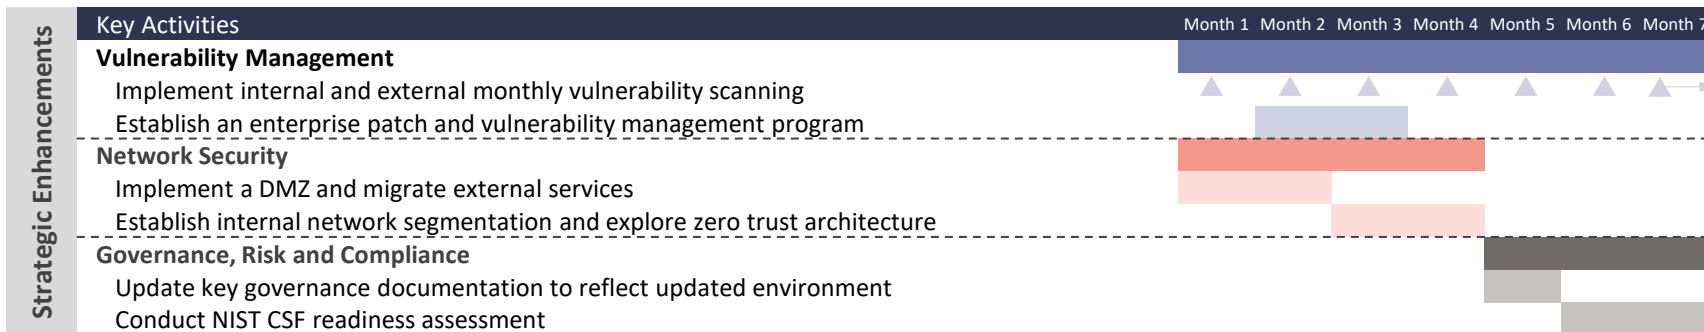 Strategic Enhancements
Key Activities Month 1 Month 2 Month 3 Month 4 Month 5 Month 6 Month 7
Vulnerability Management
Implement internal and external monthly vulnerability scanning
Establish an enterprise patch and vulnerability management program
Network Security
Implement a DMZ and migrate external services
Establish internal network segmentation and explore zero trust architecture
Governance, Risk and Compliance
Update key governance documentation to reflect updated environment
Conduct NIST CSF readiness assessment